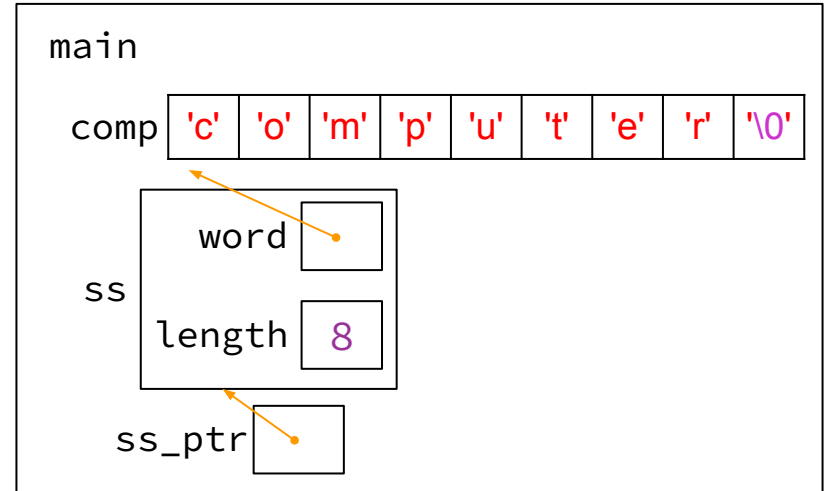 main
comp 'c' 'o' 'm' 'p' 'u' 't' 'e' 'r' '\0'
word
ss
length 8
ss_ptr